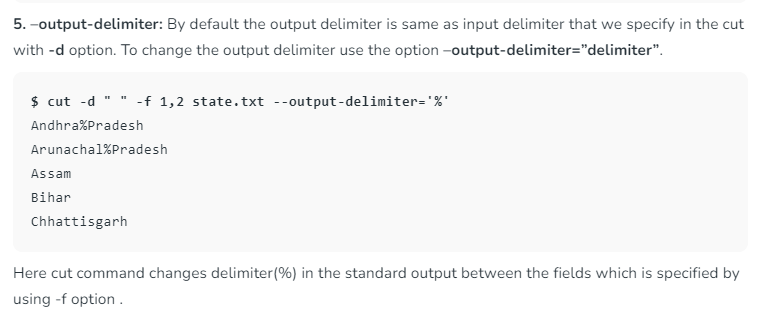 5. –output-delimiter: By default the output delimiter is same as input delimiter that we specify in the cut
with -d option. To change the output delimiter use the option –output-delimiter=”delimiter”.
$ cut -d " " -f 1,2 state.txt --output-delimiter='%'
Andhra%Pradesh
Arunachal%Pradesh
Assam
Bihar
Chhattisgarh
Here cut command changes delimiter(%) in the standard output between the fields which is specified by
using -f option .